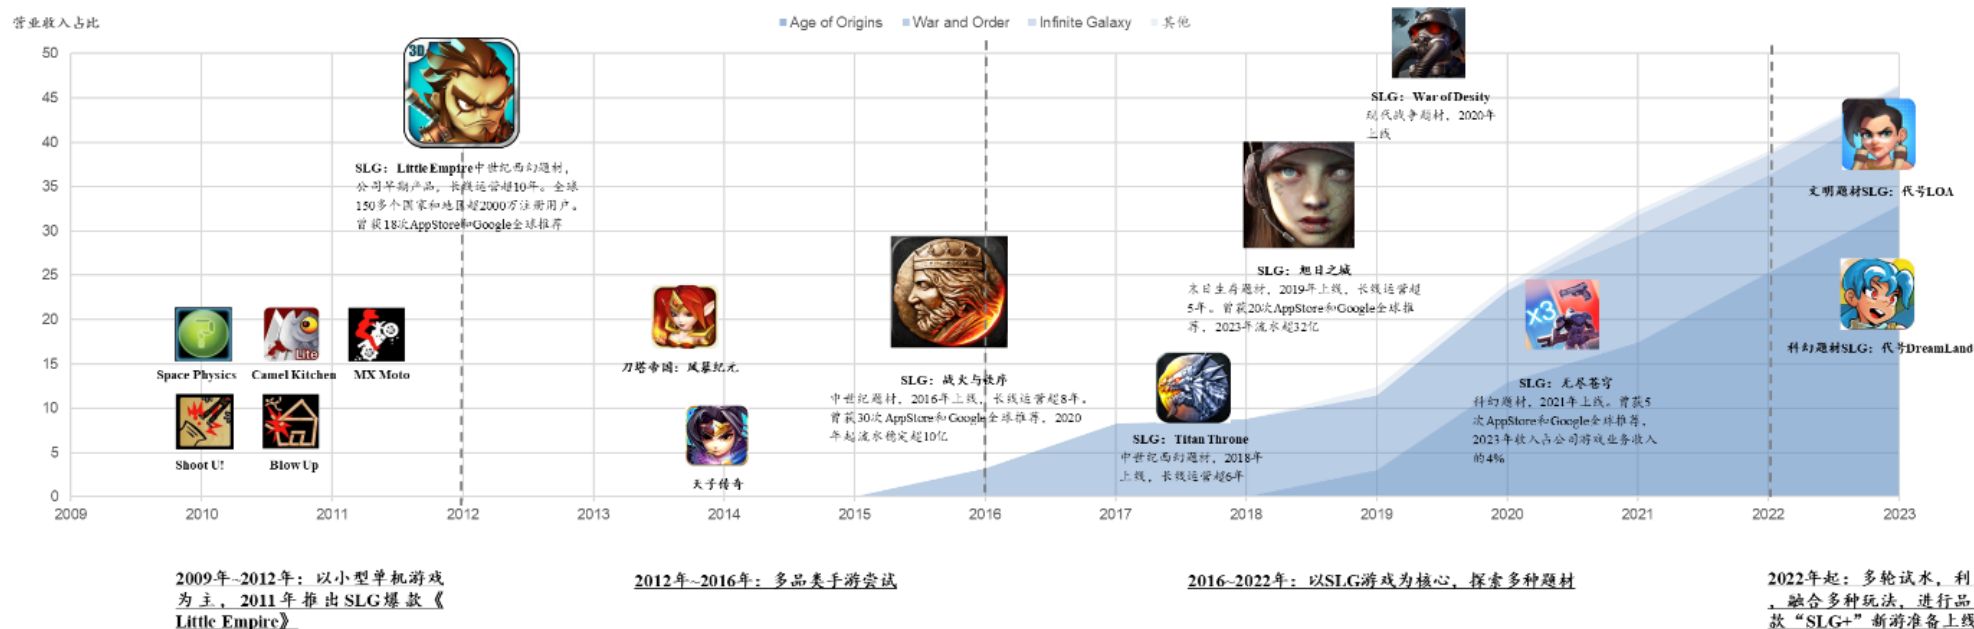 营业收入占比
Age of Origins War and Order Infinite Galaxy 其他
50
45
40
35
30
25
20
15
10
5
0
3D
SLG：Little Empire中世纪西幻题材，
公司早期产品，长线运营超10年。全球
150多个国家和地区超2000万注册用户。
曾获18次AppStore和Google全球推荐
Lite
Space Physics Camel Kitchen MX Moto
Shoot U! Blow Up
刀塔帝国：风暴纪元
天子传奇
SLG：战火与秩序
中世纪题材，2016年上线，长线运营超8年。
曾获30次AppStore和Google全球推荐，2020
年起流水稳定超10亿
SLG：Titan Throne
中世纪西幻题材，2018年
上线，长线运营超6年
SLG：旭日之城
末日生存题材，2019年上线，长线运营超
5年。曾获20次AppStore和Google全球推
荐，2023年流水超32亿
SLG：War of Desity
现代战争题材，2020年
上线
x3
SLG：无尽苍穹
科幻题材，2021年上线。曾获5
次AppStore和Google全球推荐，
2023年收入占公司游戏业务收入
的4%
文明题材SLG：代号LOA
科幻题材SLG：代号DreamLand
2009 2010 2011 2012 2013 2014 2015 2016 2017 2018 2019 2020 2021 2022 2023
2009年~2012年：以小型单机游戏
为主，2011年推出SLG爆款《
Little Empire》
2012年~2016年：多品类手游尝试
2016~2022年：以SLG游戏为核心，探索多种题材
2022年起：多轮试水，利
，融合多种玩法，进行品
款“SLG+”新游准备上线